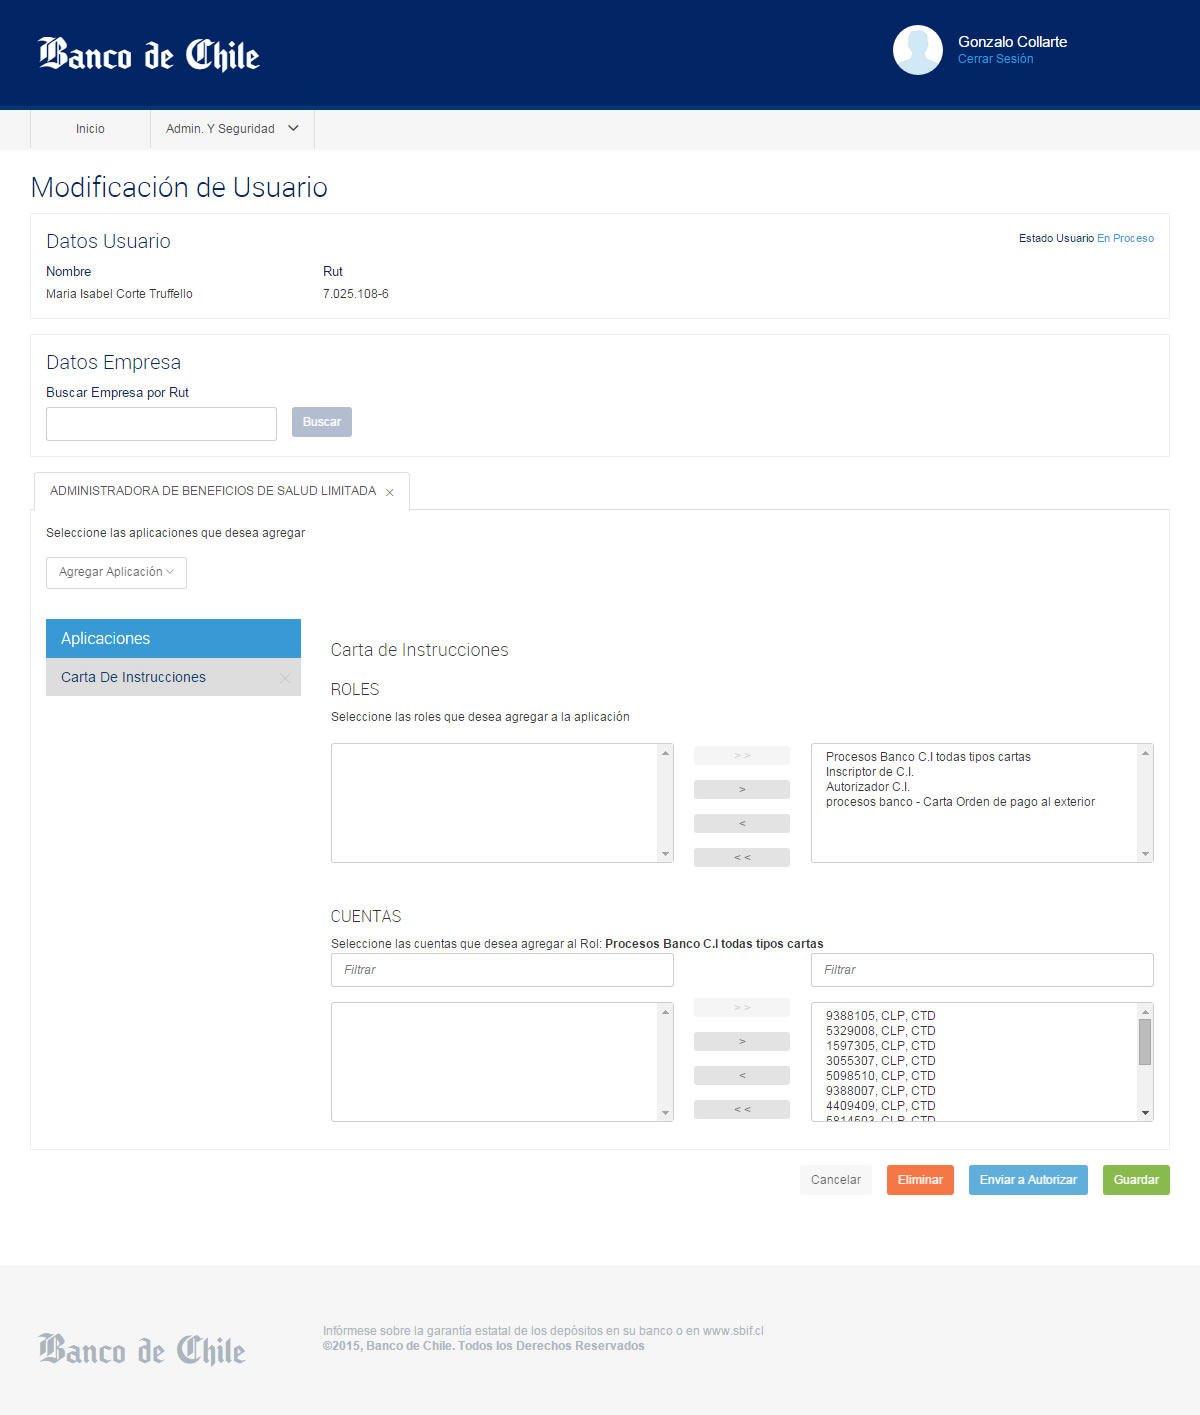 Banco de Chile
Gonzalo Collarte
Cerrar Sesión
Inicio
Admin. Y Seguridad
Modificación de Usuario
Datos Usuario
Estado Usuario En Proceso
Nombre
Rut
Maria Isabel Corte Truffello
7.025.108-6
Datos Empresa
Buscar Empresa por Rut
Buscar
ADMINISTRADORA DE BENEFICIOS DE SALUD LIMITADA ×
Seleccione las aplicaciones que desea agregar
Agregar Aplicación
Aplicaciones
Carta De Instrucciones ×
Carta de Instrucciones
ROLES
Seleccione las roles que desea agregar a la aplicación
> >
>
<
< <
Procesos Banco C.I todas tipos cartas
Inscriptor de C.I.
Autorizador C.I.
procesos banco - Carta Orden de pago al exterior
CUENTAS
Seleccione las cuentas que desea agregar al Rol: Procesos Banco C.I todas tipos cartas
Filtrar
Filtrar
> >
>
<
< <
9388105, CLP, CTD
5329008, CLP, CTD
1597305, CLP, CTD
3055307, CLP, CTD
5098510, CLP, CTD
9388007, CLP, CTD
4409409, CLP, CTD
5814503, CLP, CTD
Cancelar
Eliminar
Enviar a Autorizar
Guardar
Banco de Chile
Infórmese sobre la garantía estatal de los depósitos en su banco o en www.sbif.cl
©2015, Banco de Chile. Todos los Derechos Reservados